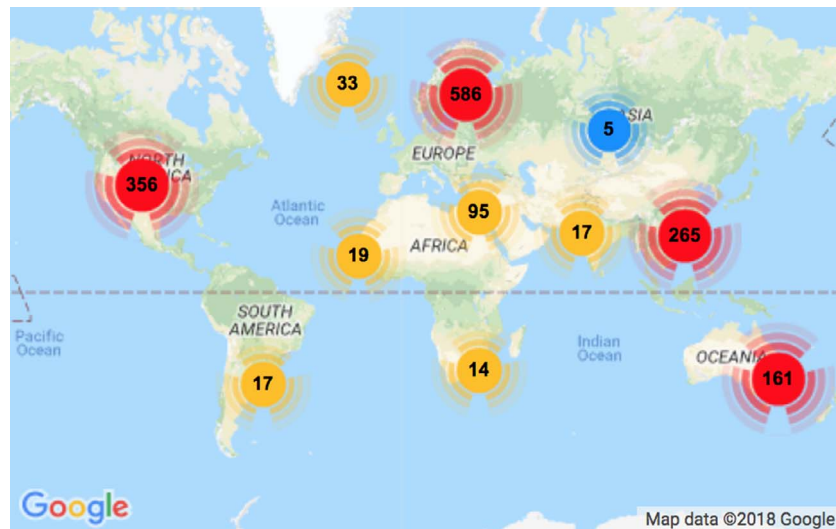 33
586
5
ASIA
EUROPE
NORTH
AMERICA
356
Atlantic
Ocean
95
17
265
AFRICA
19
SOUTH
AMERICA
Pacific
Ocean
Indian
Ocean
OCEANIA
17
14
161
Google
Map data ©2018 Google